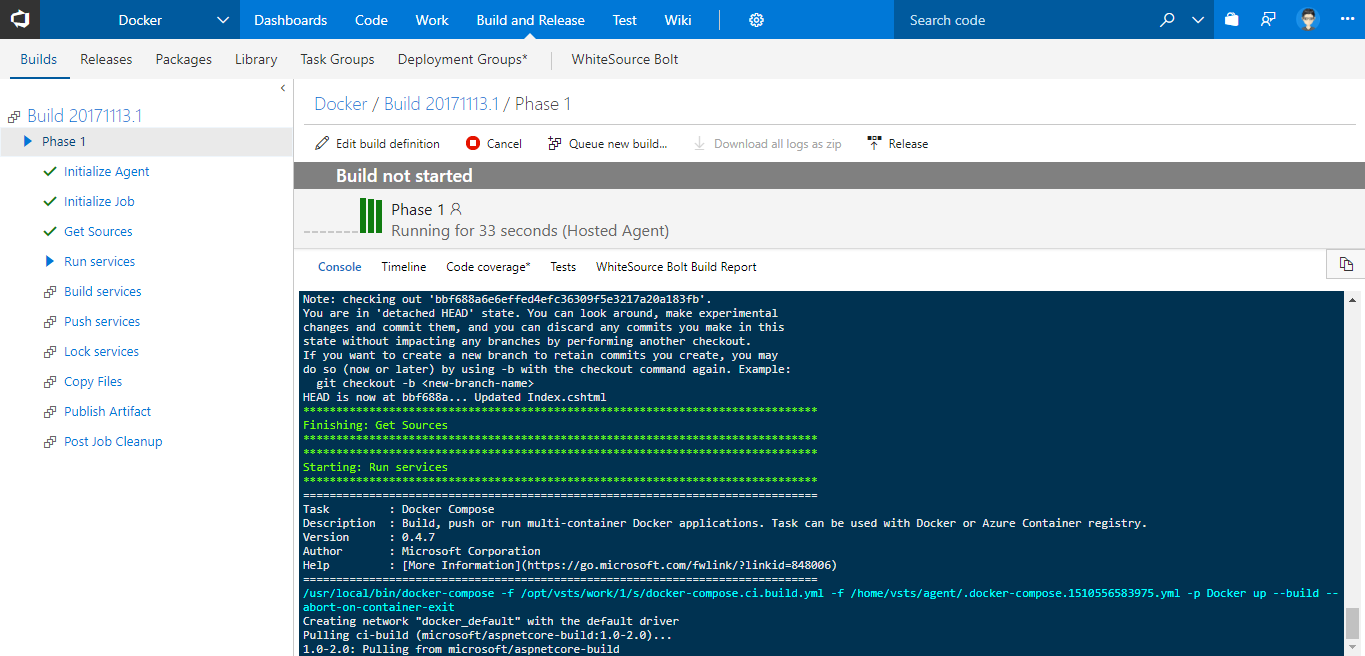 Docker
Dashboards
Code
Work
Build and Release
Test
Wiki
Search code
Builds
Releases
Packages
Library
Task Groups
Deployment Groups*
WhiteSource Bolt
Build 20171113.1
Phase 1
Initialize Agent
Initialize Job
Get Sources
Run services
Build services
Push services
Lock services
Copy Files
Publish Artifact
Post Job Cleanup
Docker / Build 20171113.1 / Phase 1
Edit build definition
Cancel
Queue new build...
Download all logs as zip
Release
Build not started
Phase 1
Running for 33 seconds (Hosted Agent)
Console
Timeline
Code coverage*
Tests
WhiteSource Bolt Build Report
Note: checking out 'bbf688a6e6effed4efc36309f5e3217a20a183fb'.
You are in 'detached HEAD' state. You can look around, make experimental
changes and commit them, and you can discard any commits you make in this
state without impacting any branches by performing another checkout.
If you want to create a new branch to retain commits you create, you may
do so (now or later) by using -b with the checkout command again. Example:
git checkout -b <new-branch-name>
HEAD is now at bbf688a... Updated Index.cshtml
******************************************************************************
Finishing: Get Sources
******************************************************************************
******************************************************************************
Starting: Run services
******************************************************************************
==============================================================================
Task : Docker Compose
Description : Build, push or run multi-container Docker applications. Task can be used with Docker or Azure Container registry.
Version : 0.4.7
Author : Microsoft Corporation
Help : [More Information](https://go.microsoft.com/fwlink/?linkid=848006)
==============================================================================
/usr/local/bin/docker-compose -f /opt/vsts/work/1/s/docker-compose.ci.build.yml -f /home/vsts/agent/.docker-compose.1510556583975.yml -p Docker up --build --
abort-on-container-exit
Creating network "docker_default" with the default driver
Pulling ci-build (microsoft/aspnetcore-build:1.0-2.0)...
1.0-2.0: Pulling from microsoft/aspnetcore-build